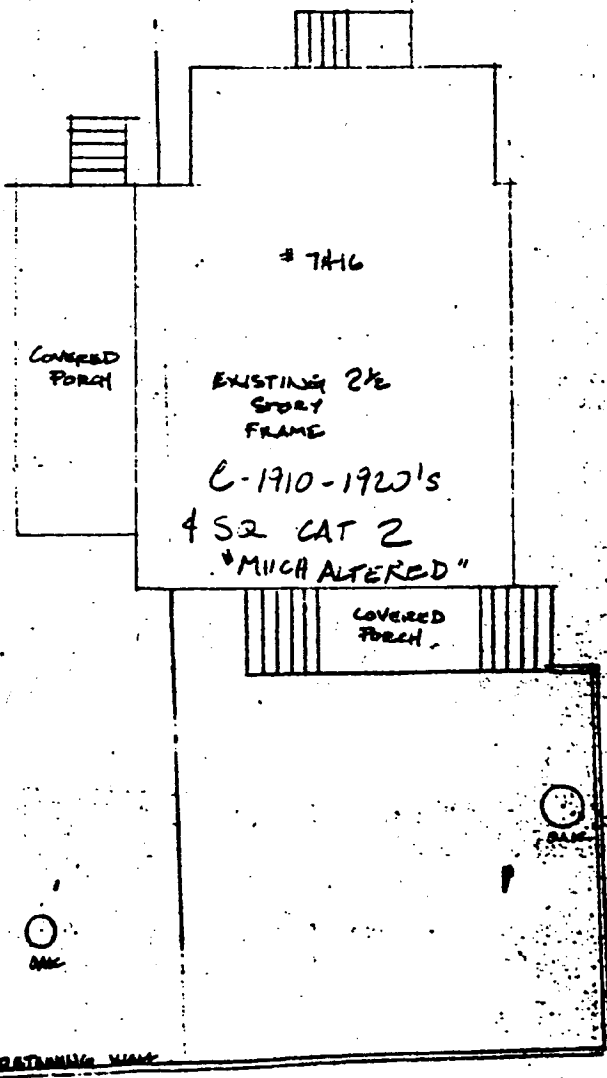 # 7416
COVERED
PORCH
EXISTING 2½
STORY
FRAME
C-1910-1920's
4 SQ CAT 2
"MUCH ALTERED"
COVERED
PORCH
OAK
OAK
RETAINING WALL